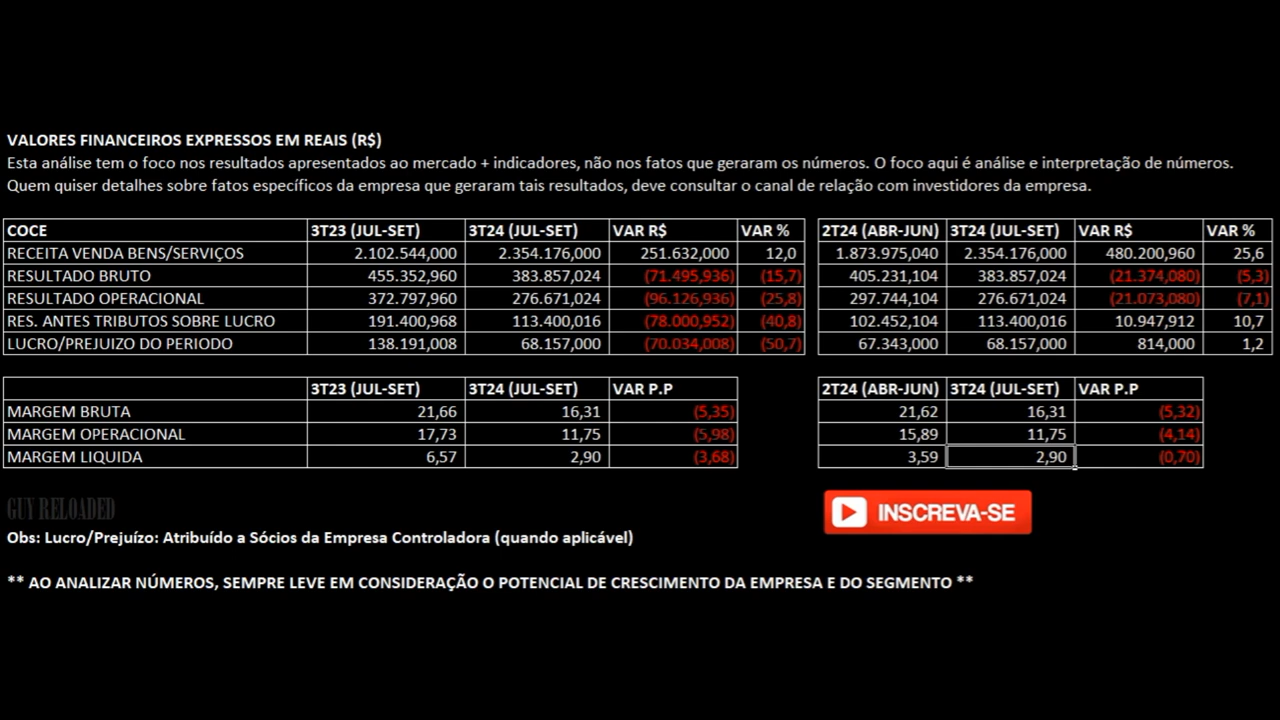 VALORES FINANCEIROS EXPRESSOS EM REAIS (R$)
Esta análise tem o foco nos resultados apresentados ao mercado + indicadores, não nos fatos que geraram os números. O foco aqui é análise e interpretação de números.
Quem quiser detalhes sobre fatos específicos da empresa que geraram tais resultados, deve consultar o canal de relação com investidores da empresa.
COCE 3T23 (JUL-SET) 3T24 (JUL-SET) VAR R$ VAR % 2T24 (ABR-JUN) 3T24 (JUL-SET) VAR R$ VAR %
RECEITA VENDA BENS/SERVIÇOS 2.102.544,000 2.354.176,000 251.632,000 12,0 1.873.975,040 2.354.176,000 480.200,960 25,6
RESULTADO BRUTO 455.352,960 383.857,024 (71.495,936) (15,7) 405.231,104 383.857,024 (21.374,080) (5,3)
RESULTADO OPERACIONAL 372.797,960 276.671,024 (96.126,936) (25,8) 297.744,104 276.671,024 (21.073,080) (7,1)
RES. ANTES TRIBUTOS SOBRE LUCRO 191.400,968 113.400,016 (78.000,952) (40,8) 102.452,104 113.400,016 10.947,912 10,7
LUCRO/PREJUIZO DO PERIODO 138.191,008 68.157,000 (70.034,008) (50,7) 67.343,000 68.157,000 814,000 1,2
3T23 (JUL-SET) 3T24 (JUL-SET) VAR P.P 2T24 (ABR-JUN) 3T24 (JUL-SET) VAR P.P
MARGEM BRUTA 21,66 16,31 (5,35) 21,62 16,31 (5,32)
MARGEM OPERACIONAL 17,73 11,75 (5,98) 15,89 11,75 (4,14)
MARGEM LIQUIDA 6,57 2,90 (3,68) 3,59 2,90 (0,70)
GUY RELOADED
INSCREVA-SE
Obs: Lucro/Prejuízo: Atribuído a Sócios da Empresa Controladora (quando aplicável)
** AO ANALIZAR NÚMEROS, SEMPRE LEVE EM CONSIDERAÇÃO O POTENCIAL DE CRESCIMENTO DA EMPRESA E DO SEGMENTO **